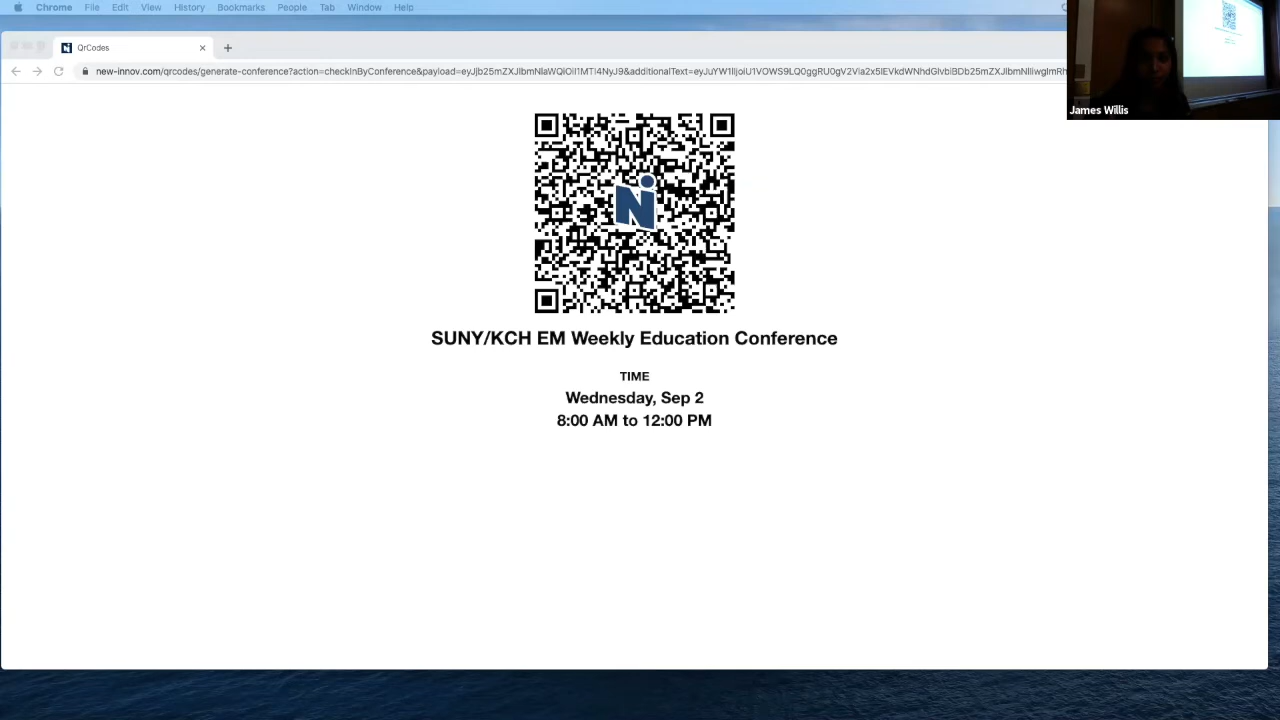 Chrome File Edit View History Bookmarks People Tab Window Help
QrCodes
SUNY/KCH EM Weekly Education Conference
TIME
Wednesday, Sep 2
8:00 AM to 12:00 PM
James Willis